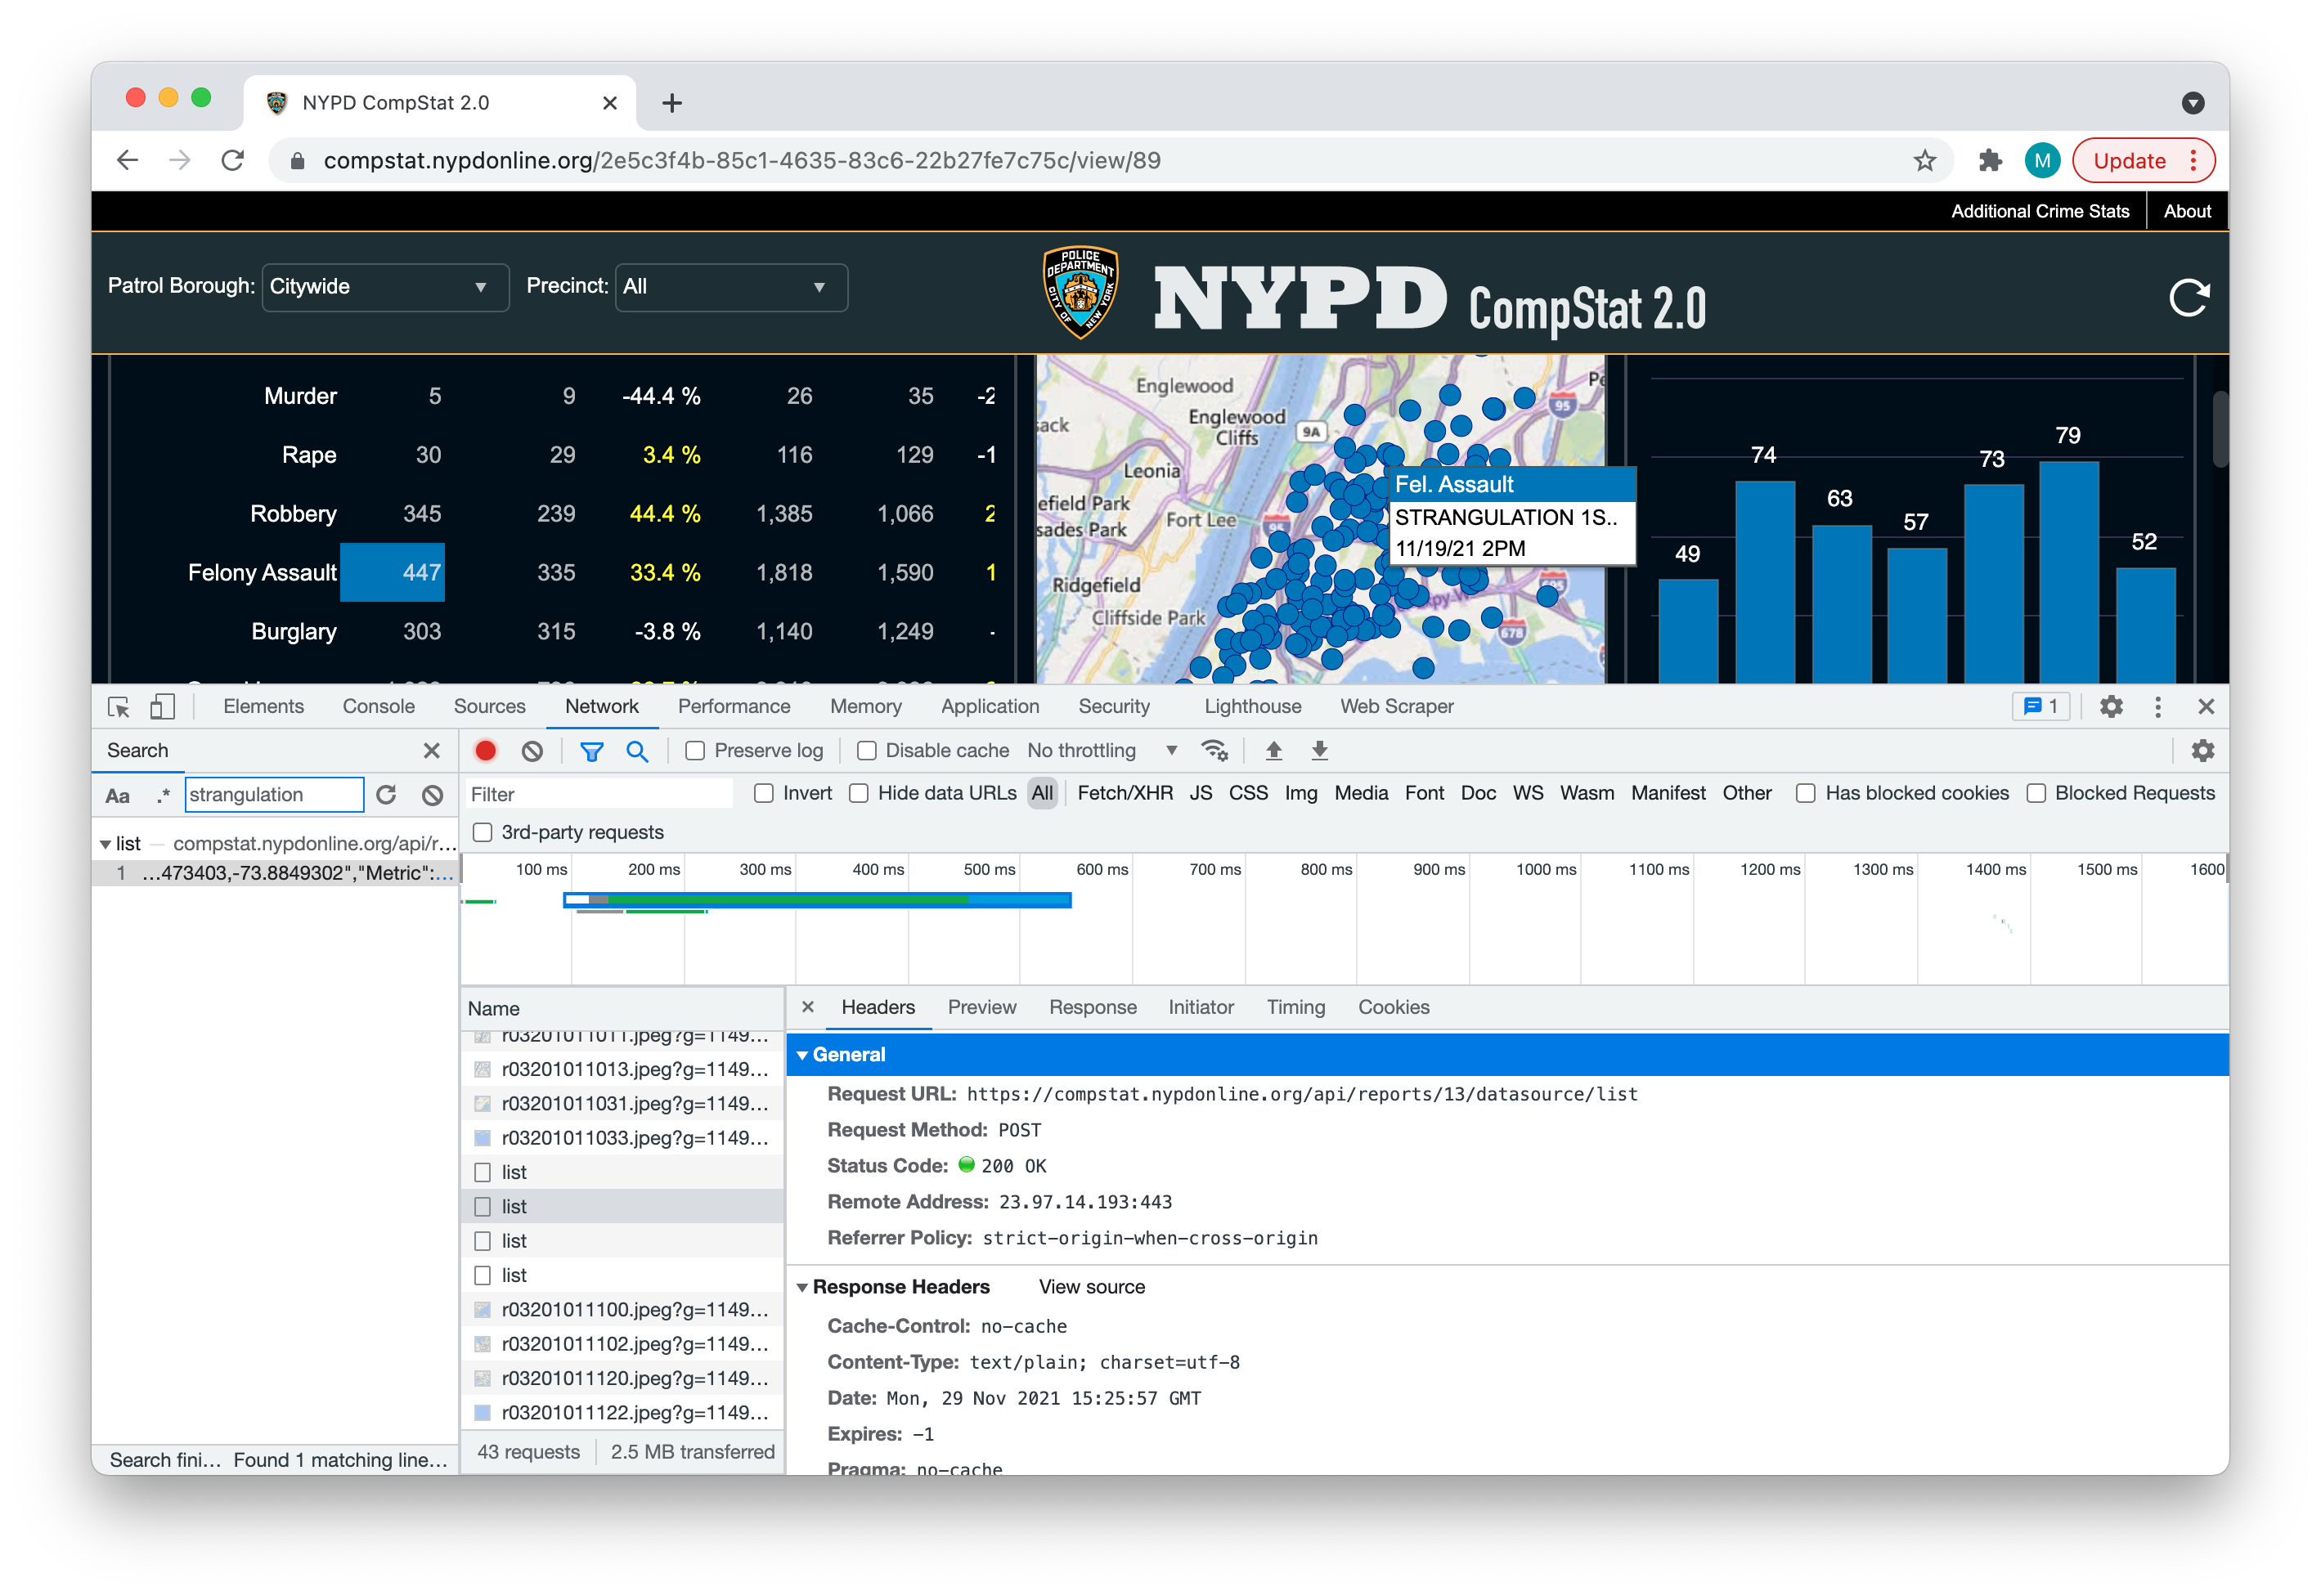 NYPD CompStat 2.0
compstat.nypdonline.org/2e5c3f4b-85c1-4635-83c6-22b27fe7c75c/view/89
M
Update
Additional Crime Stats
About
Patrol Borough: Citywide
Precinct: All
POLICE DEPARTMENT
CITY OF NEW YORK
NYPD CompStat 2.0
Murder 5 9 -44.4 % 26 35 -2
Rape 30 29 3.4 % 116 129 -1
Robbery 345 239 44.4 % 1,385 1,066 2
Felony Assault 447 335 33.4 % 1,818 1,590 1
Burglary 303 315 -3.8 % 1,140 1,249 -
Englewood
Englewood Cliffs
9A
95
Leonia
efield Park
Fort Lee
95
sades Park
Ridgefield
Cliffside Park
678
Fel. Assault
STRANGULATION 1S..
11/19/21 2PM
49 74 63 57 73 79 52
Elements Console Sources Network Performance Memory Application Security Lighthouse Web Scraper
1
Search
Preserve log
Disable cache
No throttling
Aa .* strangulation
Filter
Invert
Hide data URLs
All Fetch/XHR JS CSS Img Media Font Doc WS Wasm Manifest Other
Has blocked cookies
Blocked Requests
3rd-party requests
list — compstat.nypdonline.org/api/r...
1 ...473403,-73.8849302","Metric":...
100 ms 200 ms 300 ms 400 ms 500 ms 600 ms 700 ms 800 ms 900 ms 1000 ms 1100 ms 1200 ms 1300 ms 1400 ms 1500 ms 1600
Name
r03201011011.jpeg?g=1149...
r03201011013.jpeg?g=1149...
r03201011031.jpeg?g=1149...
r03201011033.jpeg?g=1149...
list
list
list
list
r03201011100.jpeg?g=1149...
r03201011102.jpeg?g=1149...
r03201011120.jpeg?g=1149...
r03201011122.jpeg?g=1149...
43 requests
2.5 MB transferred
Search fini... Found 1 matching line...
Headers Preview Response Initiator Timing Cookies
General
Request URL: https://compstat.nypdonline.org/api/reports/13/datasource/list
Request Method: POST
Status Code: 200 OK
Remote Address: 23.97.14.193:443
Referrer Policy: strict-origin-when-cross-origin
Response Headers
View source
Cache-Control: no-cache
Content-Type: text/plain; charset=utf-8
Date: Mon, 29 Nov 2021 15:25:57 GMT
Expires: -1
Pragma: no-cache